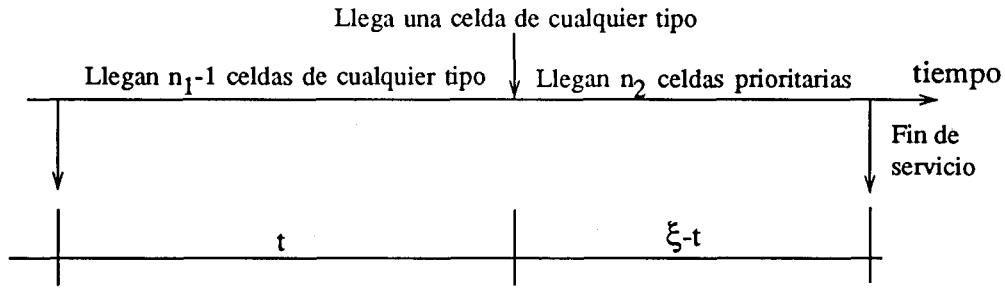 Llega una celda de cualquier tipo
Llegan n₁-1 celdas de cualquier tipo
Llegan n₂ celdas prioritarias
tiempo
Fin de
servicio
t
ξ-t